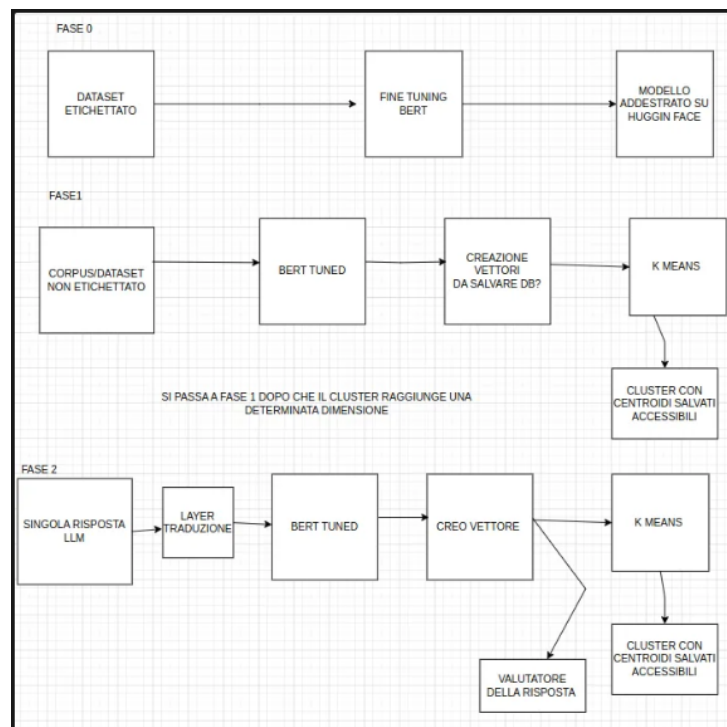 FASE 0
DATASET
ETICHETTATO
FINE TUNING
BERT
MODELLO
ADDESTRATO SU
HUGGIN FACE
FASE1
CORPUS/DATASET
NON ETICHETTATO
BERT TUNED
CREAZIONE
VETTORI
DA SALVARE DB?
K MEANS
CLUSTER CON
CENTROIDI SALVATI
ACCESSIBILI
SI PASSA A FASE 1 DOPO CHE IL CLUSTER RAGGIUNGE UNA
DETERMINATA DIMENSIONE
FASE 2
SINGOLA RISPOSTA
LLM
LAYER
TRADUZIONE
BERT TUNED
CREO VETTORE
K MEANS
CLUSTER CON
CENTROIDI SALVATI
ACCESSIBILI
VALUTATORE
DELLA RISPOSTA